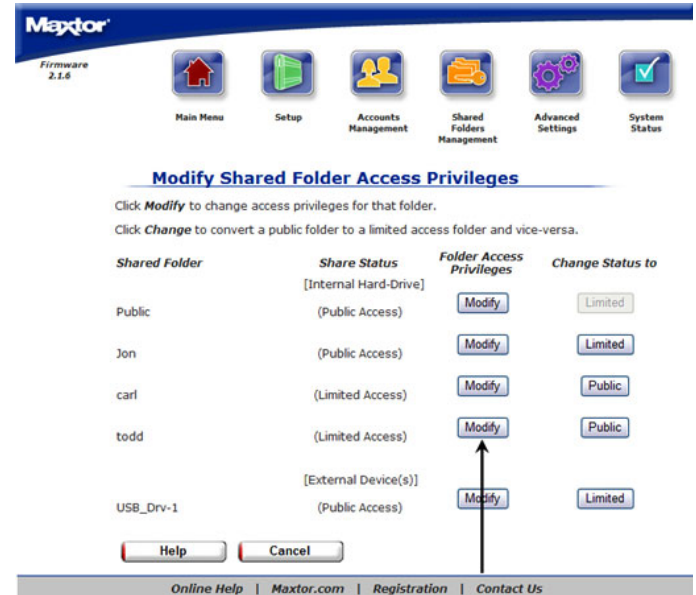 Maxtor
Firmware
2.1.6
Main Menu
Setup
Accounts
Management
Shared
Folders
Management
Advanced
Settings
System
Status
Modify Shared Folder Access Privileges
Click Modify to change access privileges for that folder.
Click Change to convert a public folder to a limited access folder and vice-versa.
Shared Folder Share Status Folder Access Privileges Change Status to
[Internal Hard-Drive]
Public (Public Access) Modify Limited
Jon (Public Access) Modify Limited
carl (Limited Access) Modify Public
todd (Limited Access) Modify Public
[External Device(s)]
USB_Drv-1 (Public Access) Modify Limited
Help Cancel
Online Help | Maxtor.com | Registration | Contact Us